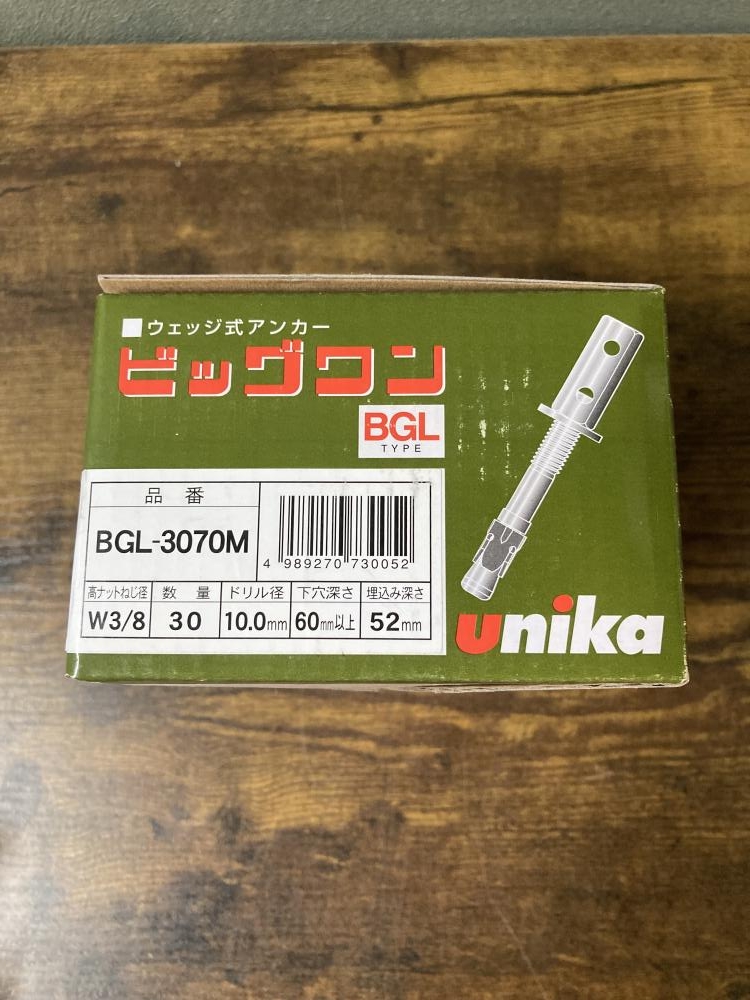 ■ウェッジ式アンカー
ビッグワン
BGL
TYPE
品番
BGL-3070M
4 989270 730052
高ナットねじ径 数量 ドリル径 下穴深さ 埋込み深さ
W3/8 30 10.0mm 60mm以上 52mm
unika